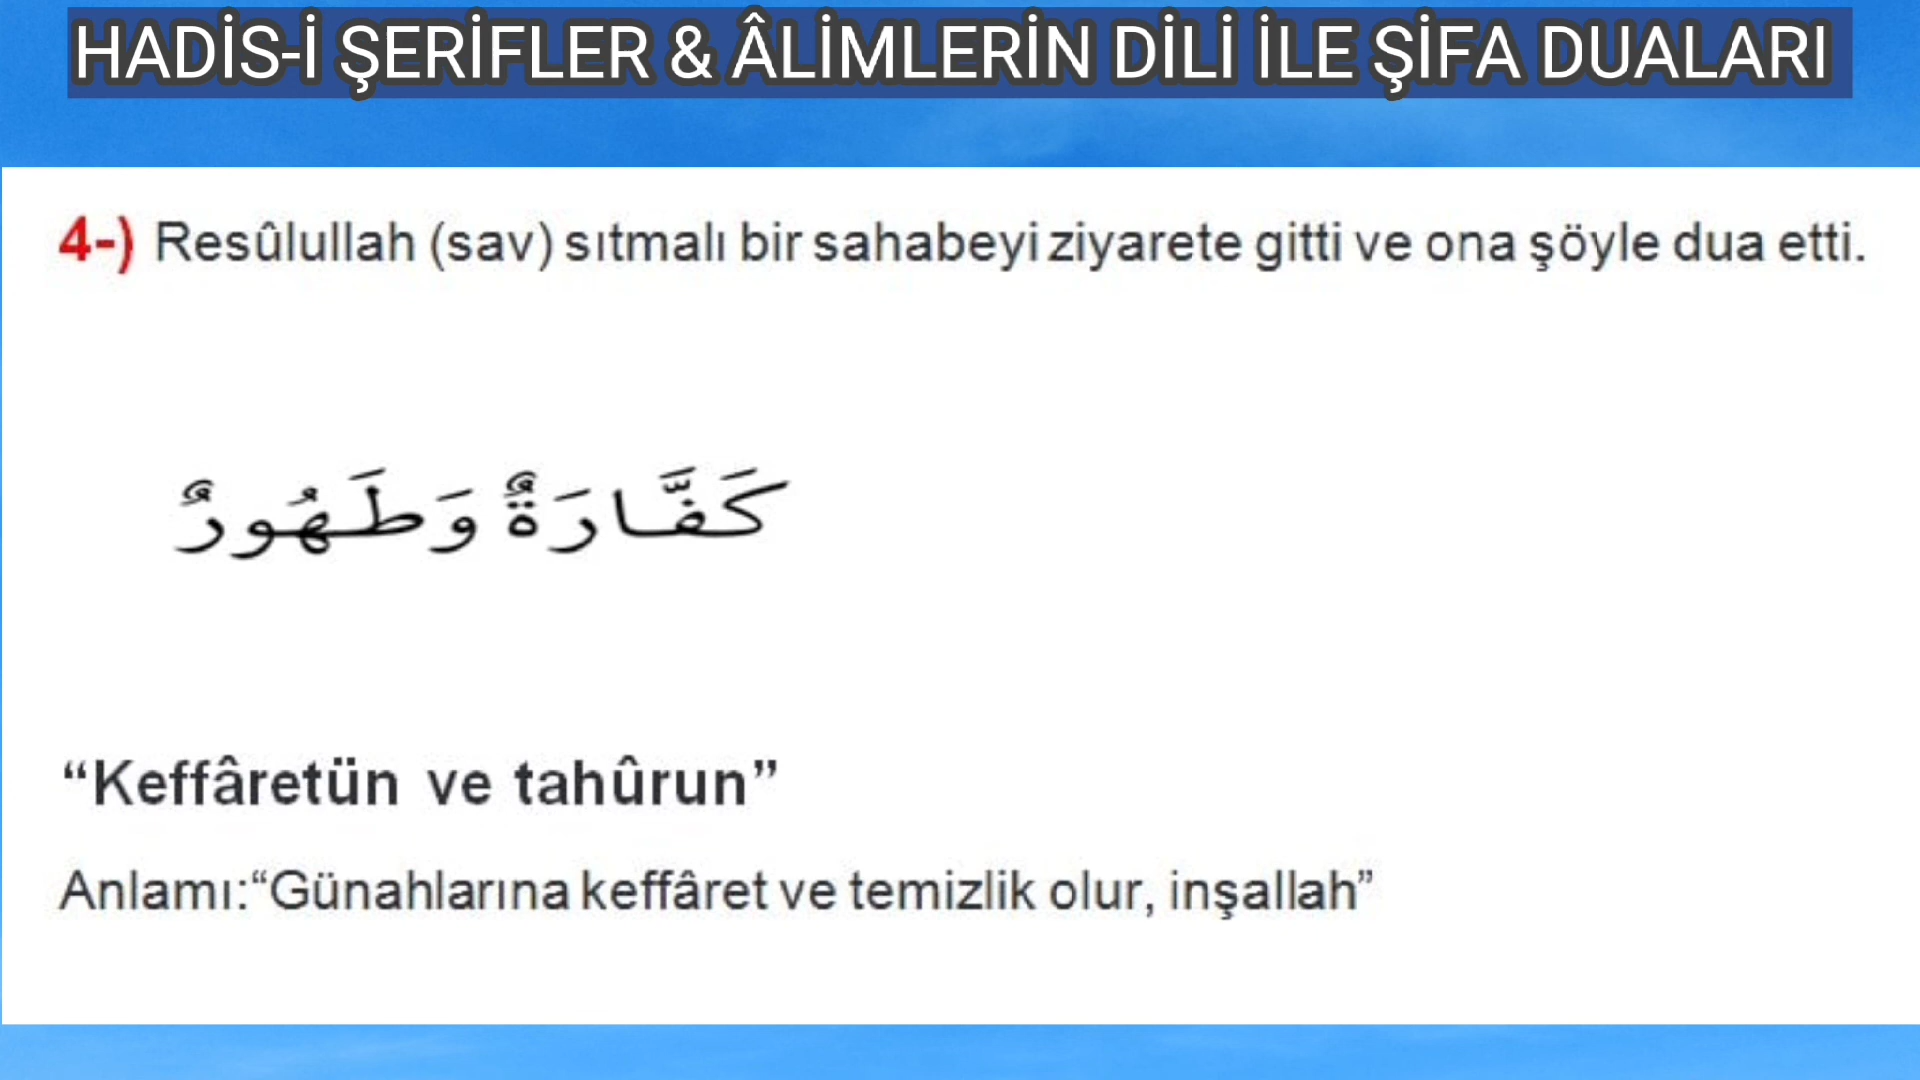 HADİS-İ ŞERİFLER & ÂLİMLERİN DİLİ İLE ŞİFA DUALARI
4-) Resûlullah (sav) sıtmalı bir sahabeyi ziyarete gitti ve ona şöyle dua etti.
كَفَّارَةٌ وَطَهُورٌ
“Keffâretün ve tahûrun”
Anlamı:“Günahlarına keffâret ve temizlik olur, inşallah”